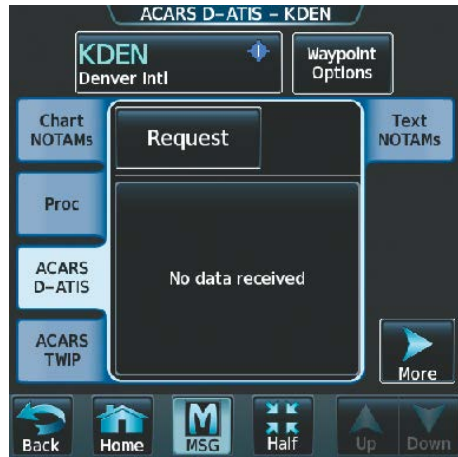 ACARS D-ATIS - KDEN
KDEN
Denver Intl
Waypoint
Options
Chart
NOTAMs
Request
Text
NOTAMs
Proc
ACARS
D-ATIS
No data received
ACARS
TWIP
More
Back
Home
M
MSG
Half
Up
Down